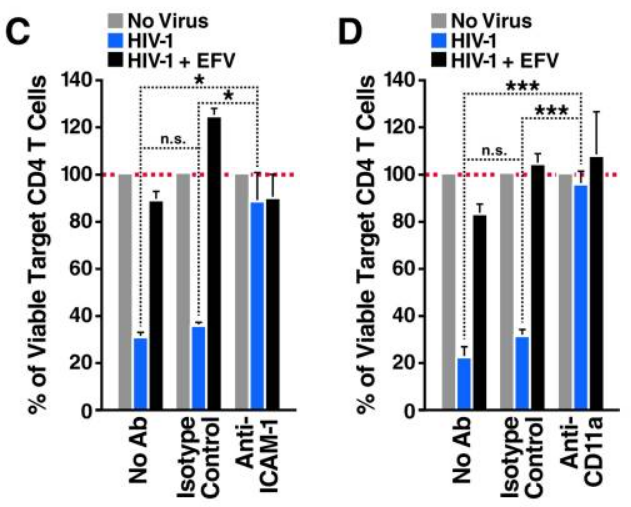 C
No Virus
HIV-1
HIV-1 + EFV
% of Viable Target CD4 T Cells
140
120
100
80
60
40
20
0
*
*
n.s.
No Ab
Isotype
Control
Anti-
ICAM-1
D
No Virus
HIV-1
HIV-1 + EFV
% of Viable Target CD4 T Cells
140
120
100
80
60
40
20
0
***
***
n.s.
No Ab
Isotype
Control
Anti-
CD11a